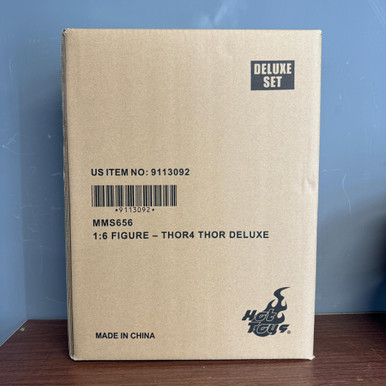 DELUXE
SET
US ITEM NO: 9113092
*9113092*
MMS656
1:6 FIGURE – THOR4 THOR DELUXE
Hot
Toys®
MADE IN CHINA